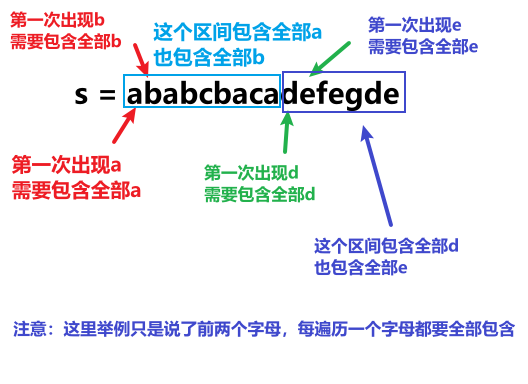 第一次出现b
需要包含全部b
这个区间包含全部a
也包含全部b
第一次出现e
需要包含全部e
s = ababcbacadefegde
第一次出现a
需要包含全部a
第一次出现d
需要包含全部d
这个区间包含全部d
也包含全部e
注意：这里举例只是说了前两个字母，每遍历一个字母都要全部包含